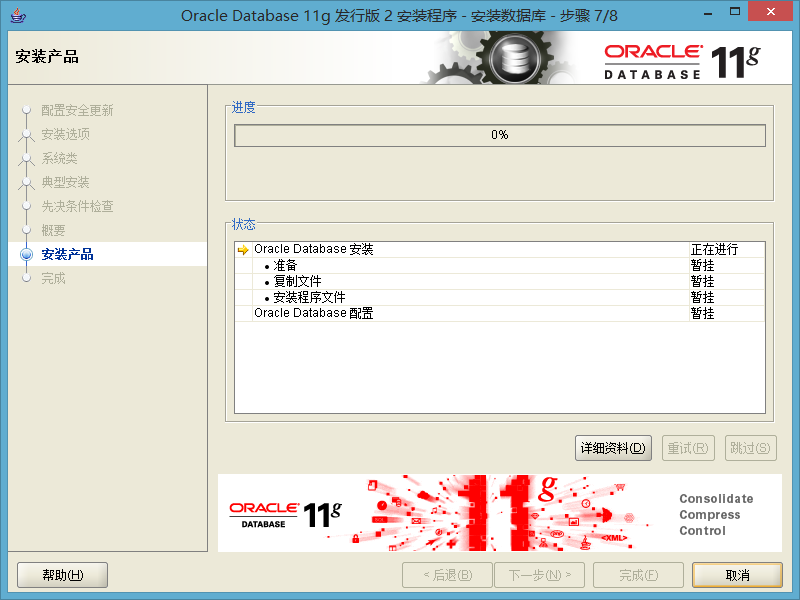 Oracle Database 11g 发行版 2 安装程序 - 安装数据库 - 步骤 7/8
安装产品
ORACLE
DATABASE
11g
配置安全更新
安装选项
系统类
典型安装
先决条件检查
概要
安装产品
完成
进度
0%
状态
Oracle Database 安装 正在进行
• 准备 暂挂
• 复制文件 暂挂
• 安装程序文件 暂挂
Oracle Database 配置 暂挂
详细资料(D) 重试(R) 跳过(S)
ORACLE
DATABASE
11g
11g
<XML>
Consolidate
Compress
Control
帮助(H) < 后退(B) 下一步(N) > 完成(F) 取消